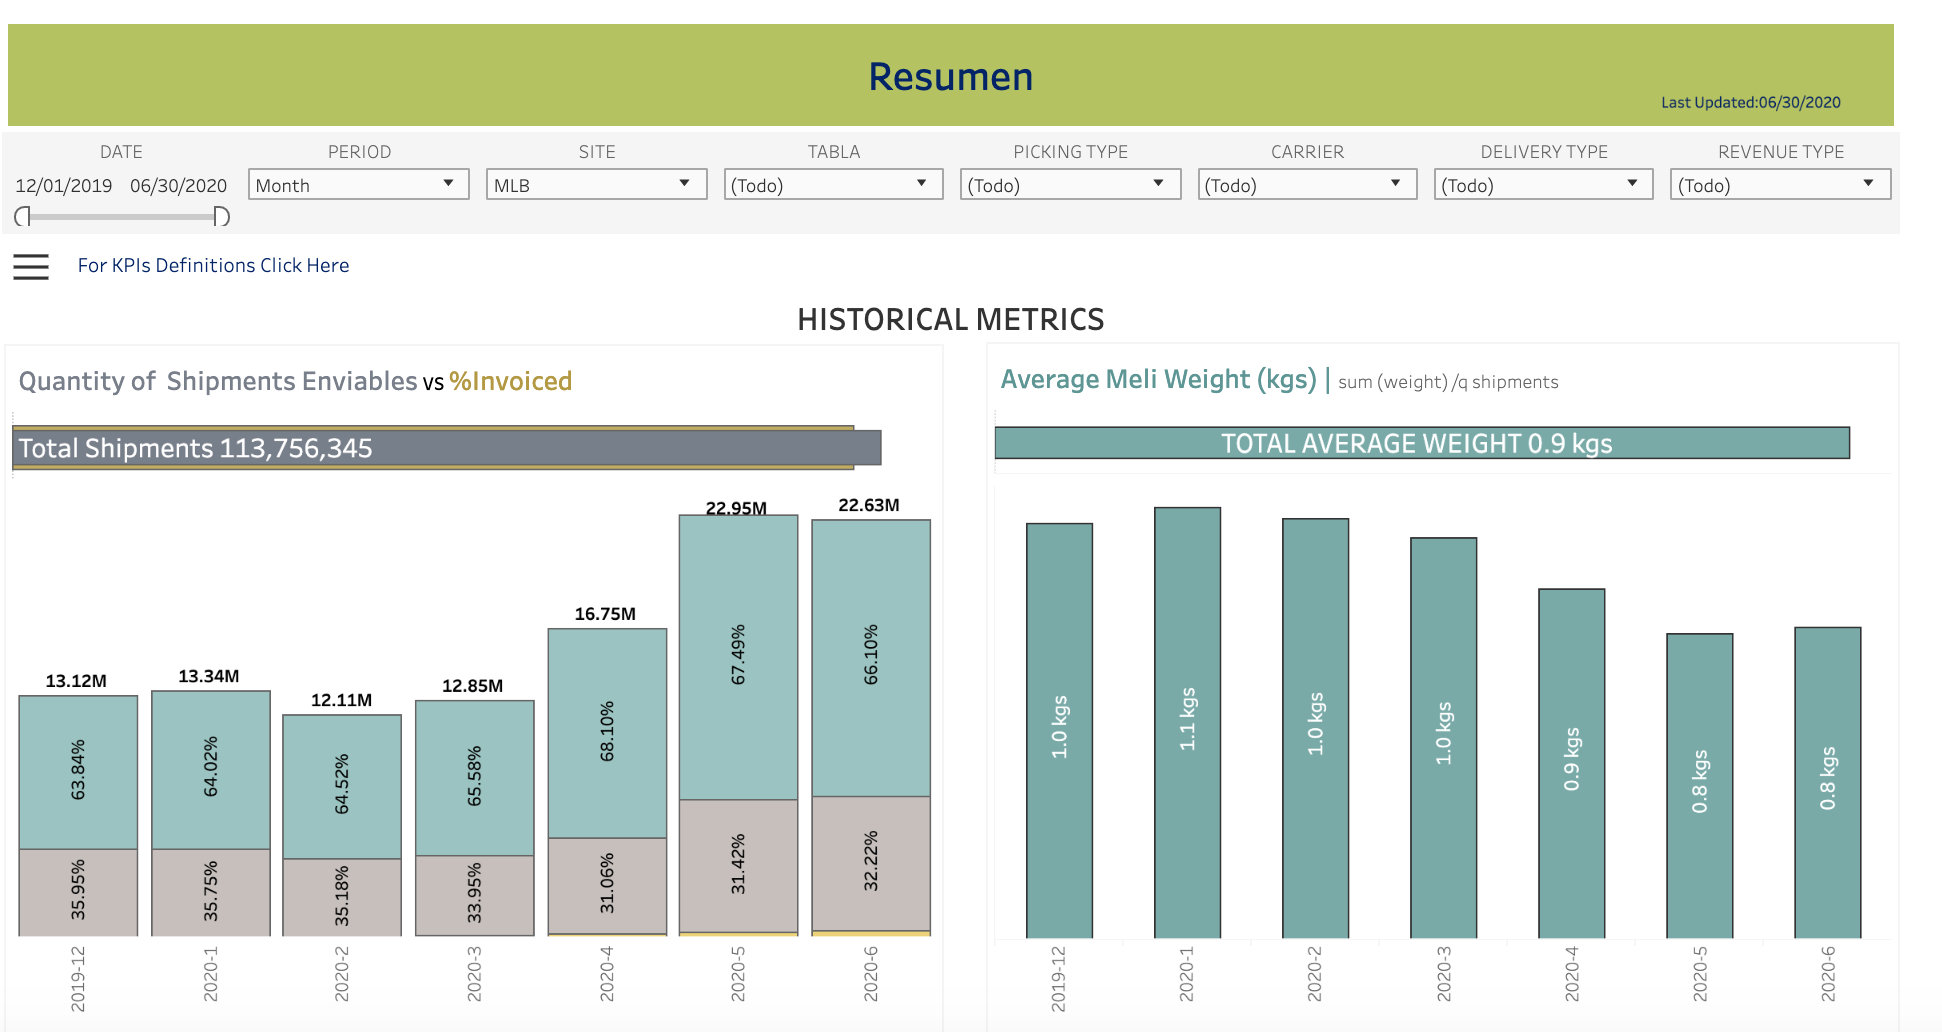 Resumen
Last Updated:06/30/2020
DATE PERIOD SITE TABLA PICKING TYPE CARRIER DELIVERY TYPE REVENUE TYPE
12/01/2019 06/30/2020 Month MLB (Todo) (Todo) (Todo) (Todo) (Todo)
For KPIs Definitions Click Here
HISTORICAL METRICS
Quantity of Shipments Enviables vs %Invoiced
Total Shipments 113,756,345
13.12M 13.34M 12.11M 12.85M 16.75M 22.95M 22.63M
63.84% 64.02% 64.52% 65.58% 68.10% 67.49% 66.10%
35.95% 35.75% 35.18% 33.95% 31.06% 31.42% 32.22%
2019-12 2020-1 2020-2 2020-3 2020-4 2020-5 2020-6
Average Meli Weight (kgs) | sum (weight) /q shipments
TOTAL AVERAGE WEIGHT 0.9 kgs
1.0 kgs 1.1 kgs 1.0 kgs 1.0 kgs 0.9 kgs 0.8 kgs 0.8 kgs
2019-12 2020-1 2020-2 2020-3 2020-4 2020-5 2020-6